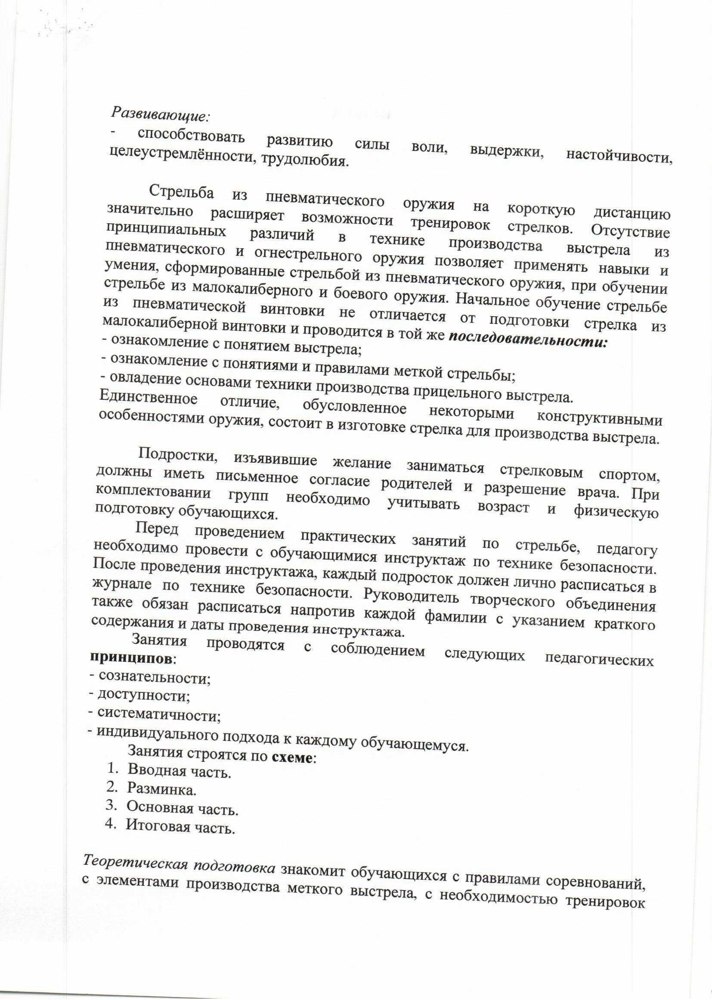 Развивающие:
- способствовать развитию силы воли, выдержки, настойчивости,
целеустремлённости, трудолюбия.
Стрельба из пневматического оружия на короткую дистанцию
значительно расширяет возможности тренировок стрелков. Отсутствие
принципиальных различий в технике производства выстрела из
пневматического и огнестрельного оружия позволяет применять навыки и
умения, сформированные стрельбой из пневматического оружия, при обучении
стрельбе из малокалиберного и боевого оружия. Начальное обучение стрельбе
из пневматической винтовки не отличается от подготовки стрелка из
малокалиберной винтовки и проводится в той же последовательности:
- ознакомление с понятием выстрела;
- ознакомление с понятиями и правилами меткой стрельбы;
- овладение основами техники производства прицельного выстрела.
Единственное отличие, обусловленное некоторыми конструктивными
особенностями оружия, состоит в изготовке стрелка для производства выстрела.
Подростки, изъявившие желание заниматься стрелковым спортом,
должны иметь письменное согласие родителей и разрешение врача. При
комплектовании групп необходимо учитывать возраст и физическую
подготовку обучающихся.
Перед проведением практических занятий по стрельбе, педагогу
необходимо провести с обучающимися инструктаж по технике безопасности.
После проведения инструктажа, каждый подросток должен лично расписаться в
журнале по технике безопасности. Руководитель творческого объединения
также обязан расписаться напротив каждой фамилии с указанием краткого
содержания и даты проведения инструктажа.
Занятия проводятся с соблюдением следующих педагогических
принципов:
- сознательности;
- доступности;
- систематичности;
- индивидуального подхода к каждому обучающемуся.
Занятия строятся по схеме:
1. Вводная часть.
2. Разминка.
3. Основная часть.
4. Итоговая часть.
Теоретическая подготовка знакомит обучающихся с правилами соревнований,
с элементами производства меткого выстрела, с необходимостью тренировок